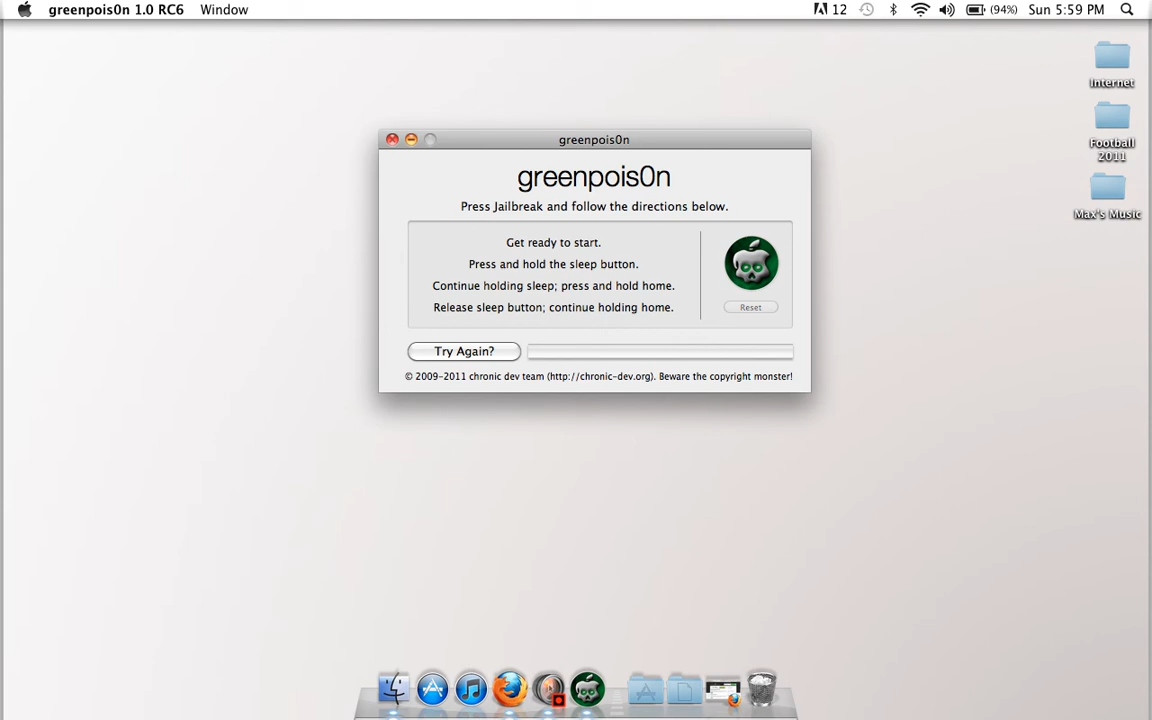 greenpois0n 1.0 RC6 Window 12 (94%) Sun 5:59 PM
Internet
Football
2011
Max's Music
greenpois0n
greenpois0n
Press Jailbreak and follow the directions below.
Get ready to start.
Press and hold the sleep button.
Continue holding sleep; press and hold home.
Release sleep button; continue holding home.
Reset
Try Again?
© 2009-2011 chronic dev team (http://chronic-dev.org). Beware the copyright monster!